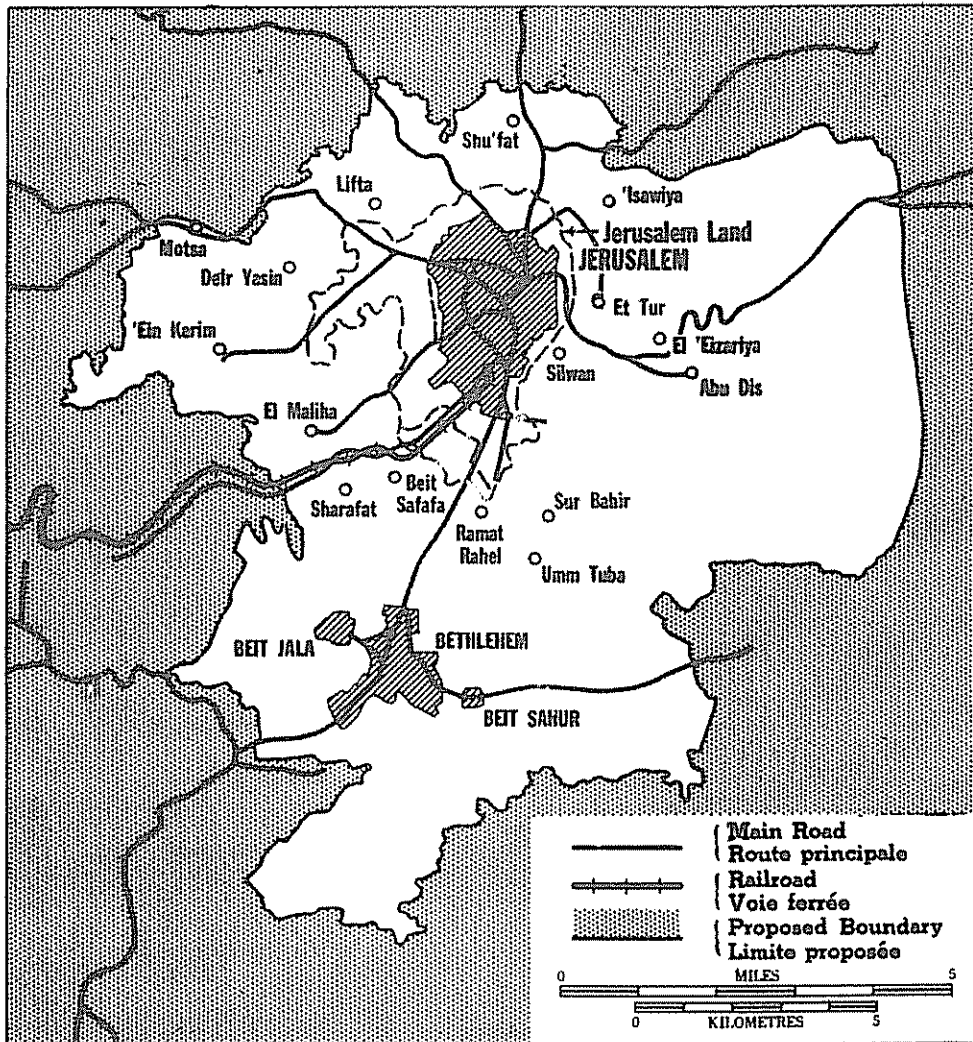 Shu'fat
Lifta
'Isawiya
Motsa
Jerusalem Land
JERUSALEM
Deir Yasin
Et Tur
'Ein Kerim
El 'Eizariya
Silwan
Abu Dis
El Maliha
Beit
Safafa
Sharafat
Sur Bahir
Ramat
Rahel
Umm Tuba
BEIT JALA
BETHLEHEM
BEIT SAHUR
Main Road
Route principale
Railroad
Voie ferrée
Proposed Boundary
Limite proposée
0 MILES 5
0 KILOMETRES 5